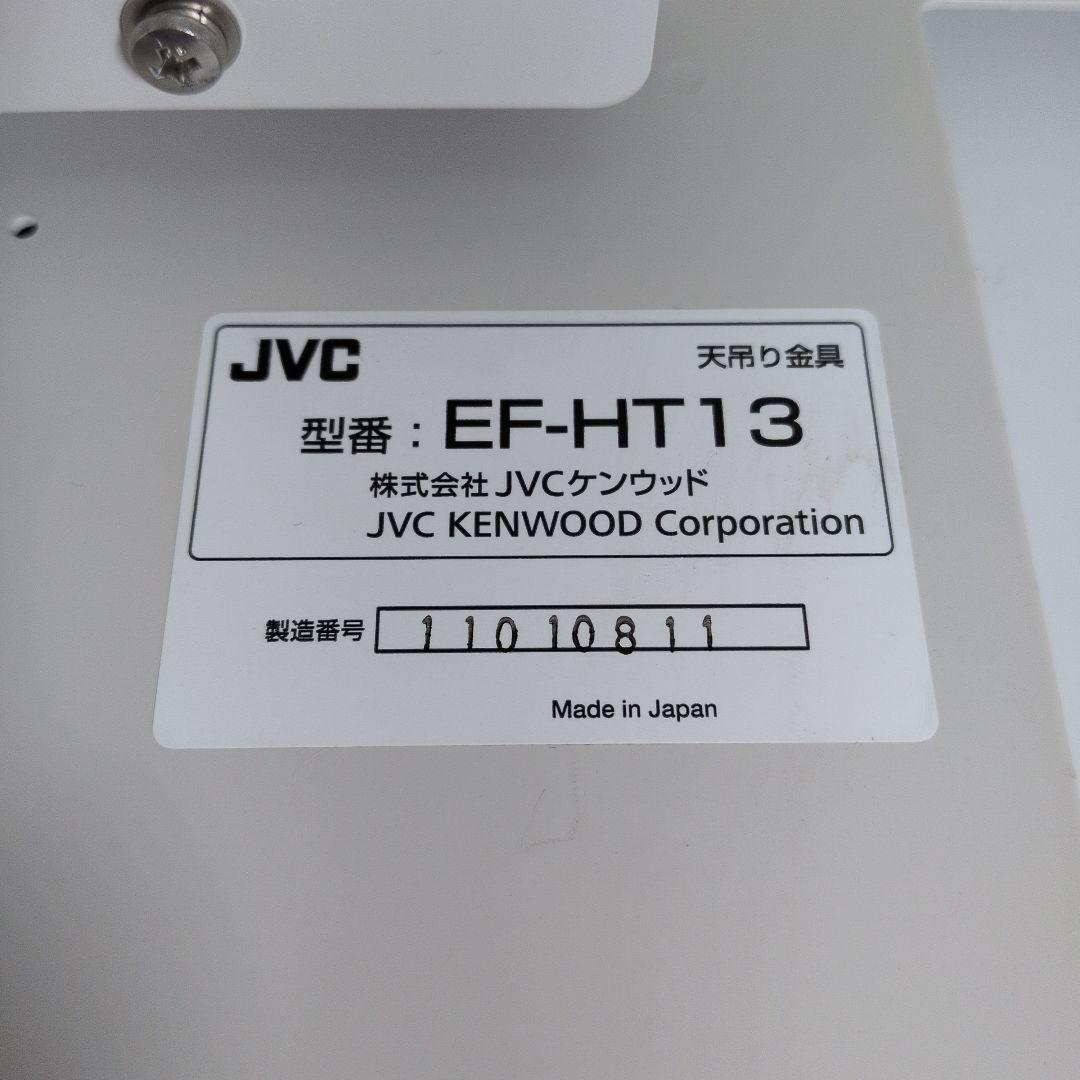 JVC 天吊り金具
型番 : EF-HT13
株式会社 JVCケンウッド
JVC KENWOOD Corporation
製造番号 11010811
Made in Japan